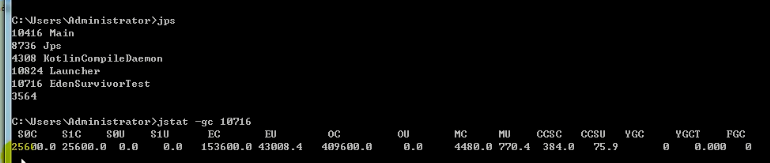 C:\Users\Administrator>jps
10416 Main
8736 Jps
4308 KotlinCompileDaemon
10824 Launcher
10716 EdenSurvivorTest
3564
C:\Users\Administrator>jstat -gc 10716
S0C S1C S0U S1U EC EU OC OU MC MU CCSC CCSU YGC YGCT FGC
25600.0 25600.0 0.0 0.0 153600.0 43008.4 409600.0 0.0 4480.0 770.4 384.0 75.9 0 0.000 0